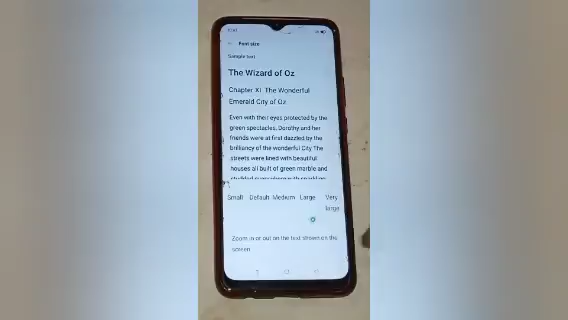 Font size
Sample text
The Wizard of Oz
Chapter XI: The Wonderful
Emerald City of Oz
Even with their eyes protected by the
green spectacles, Dorothy and her
friends were at first dazzled by the
brilliancy of the wonderful City. The
streets were lined with beautiful
houses all built of green marble and
Small Default Medium Large Very
large
Zoom in or out on the text shown on the
screen